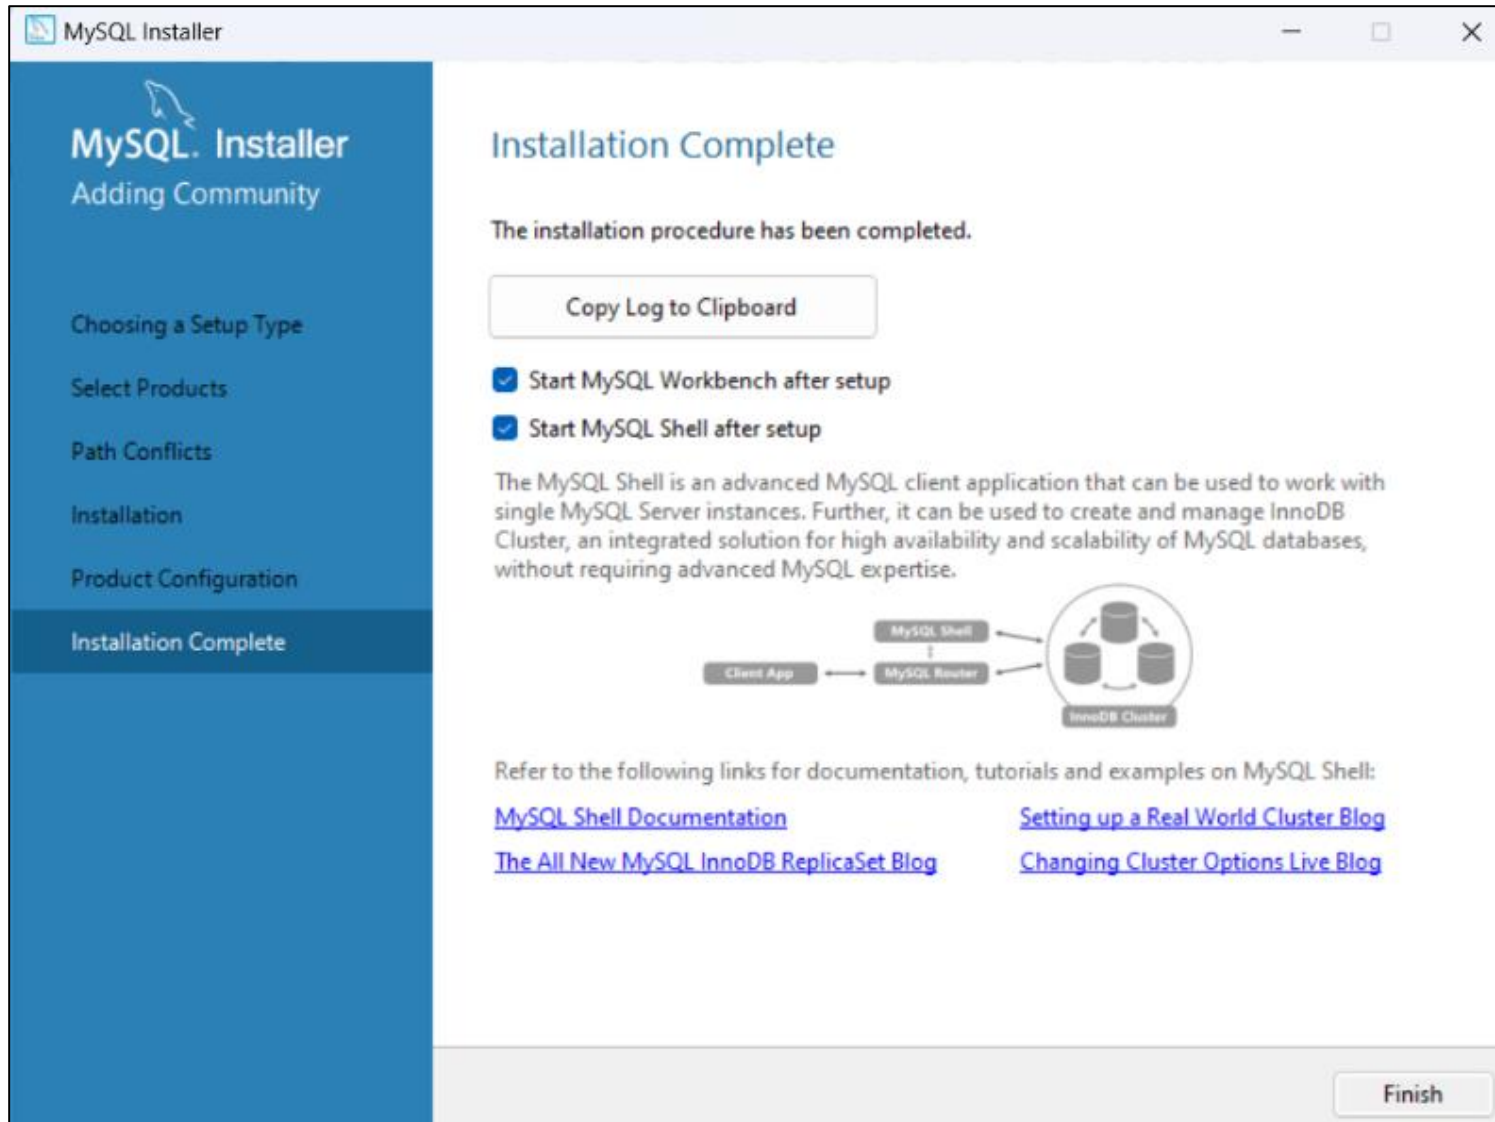 MySQL Installer
MySQL. Installer
Adding Community
Choosing a Setup Type
Select Products
Path Conflicts
Installation
Product Configuration
Installation Complete
Installation Complete
The installation procedure has been completed.
Copy Log to Clipboard
Start MySQL Workbench after setup
Start MySQL Shell after setup
The MySQL Shell is an advanced MySQL client application that can be used to work with
single MySQL Server instances. Further, it can be used to create and manage InnoDB
Cluster, an integrated solution for high availability and scalability of MySQL databases,
without requiring advanced MySQL expertise.
MySQL Shell
Client App
MySQL Router
InnoDB Cluster
Refer to the following links for documentation, tutorials and examples on MySQL Shell:
MySQL Shell Documentation
Setting up a Real World Cluster Blog
The All New MySQL InnoDB ReplicaSet Blog
Changing Cluster Options Live Blog
Finish